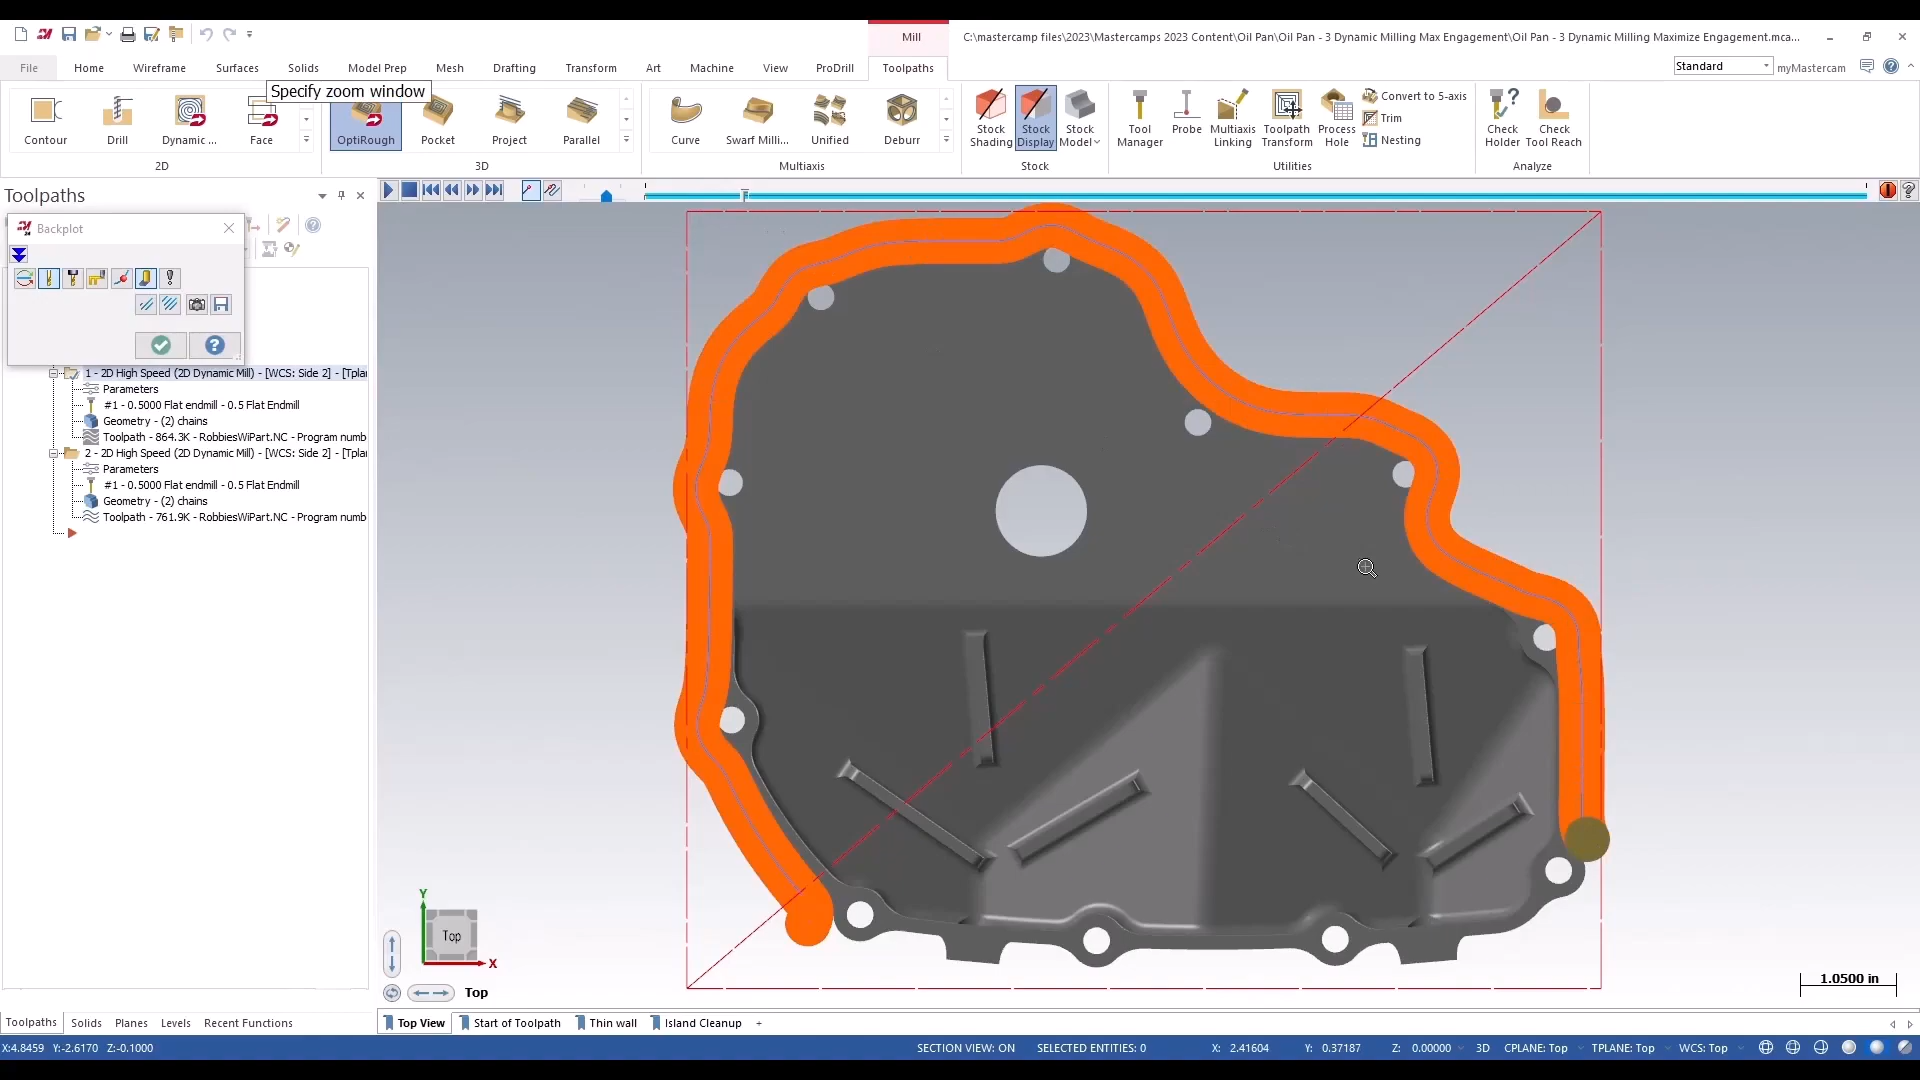 Mill
C:\mastercamp files\2023\Mastercamps 2023 Content\Oil Pan\Oil Pan - 3 Dynamic Milling Max Engagement\Oil Pan - 3 Dynamic Milling Maximize Engagement.mca...
File Home Wireframe Surfaces Solids Model Prep Mesh Drafting Transform Art Machine View ProDrill Toolpaths
Standard myMastercam
Specify zoom window
Contour Drill Dynamic ... Face OptiRough Pocket Project Parallel Curve Swarf Milli... Unified Deburr
Stock Shading Stock Display Stock Model Tool Manager Probe Multiaxis Linking Toolpath Transform Process Hole
Convert to 5-axis
Trim
Nesting
Check Holder Check Tool Reach
2D 3D Multiaxis Stock Utilities Analyze
Toolpaths
Backplot
1 - 2D High Speed (2D Dynamic Mill) - [WCS: Side 2] - [Tpla
Parameters
#1 - 0.5000 Flat endmill - 0.5 Flat Endmill
Geometry - (2) chains
Toolpath - 864.3K - RobbiesWiPart.NC - Program numb
2 - 2D High Speed (2D Dynamic Mill) - [WCS: Side 2] - [Tpla
Parameters
#1 - 0.5000 Flat endmill - 0.5 Flat Endmill
Geometry - (2) chains
Toolpath - 761.9K - RobbiesWiPart.NC - Program numb
Y
Top
X
Top
1.0500 in
Toolpaths Solids Planes Levels Recent Functions
Top View Start of Toolpath Thin wall Island Cleanup +
X:4.8459 Y:-2.6170 Z:-0.1000
SECTION VIEW: ON SELECTED ENTITIES: 0 X: 2.41604 Y: 0.37187 Z: 0.00000 3D CPLANE: Top TPLANE: Top WCS: Top